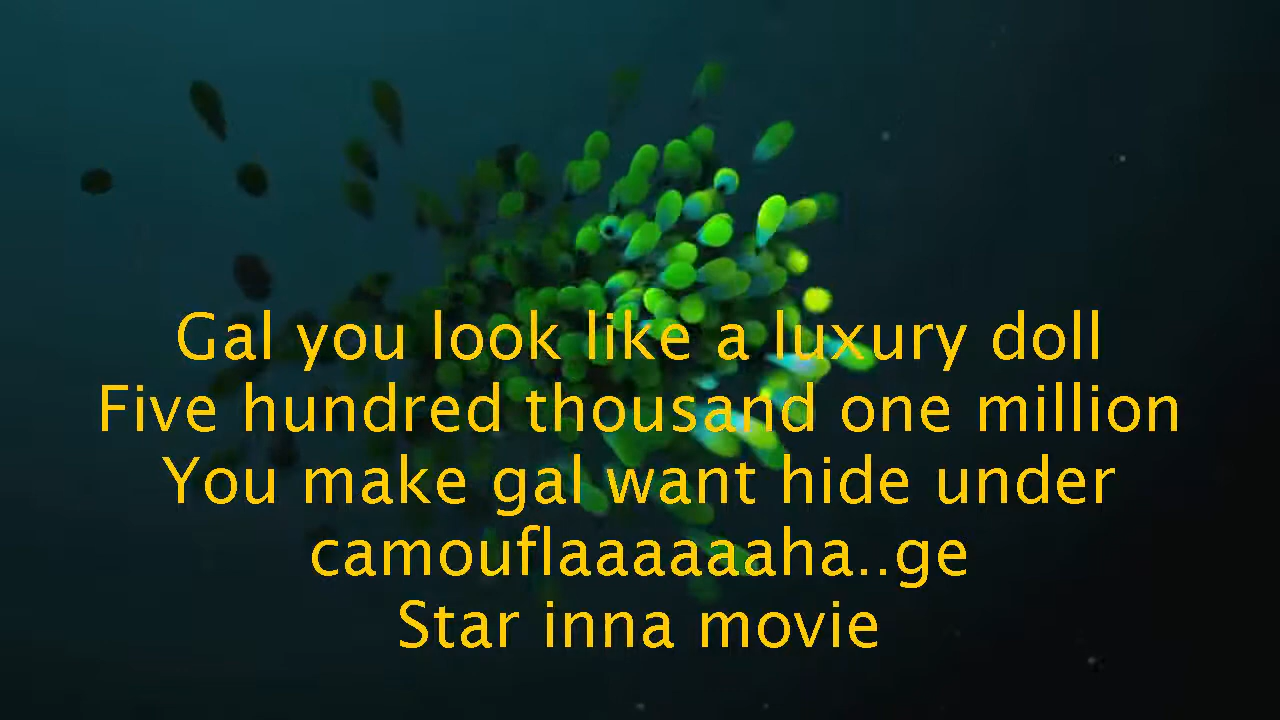 Gal you look like a luxury doll
Five hundred thousand one million
You make gal want hide under
camouflaaaaaaha..ge
Star inna movie